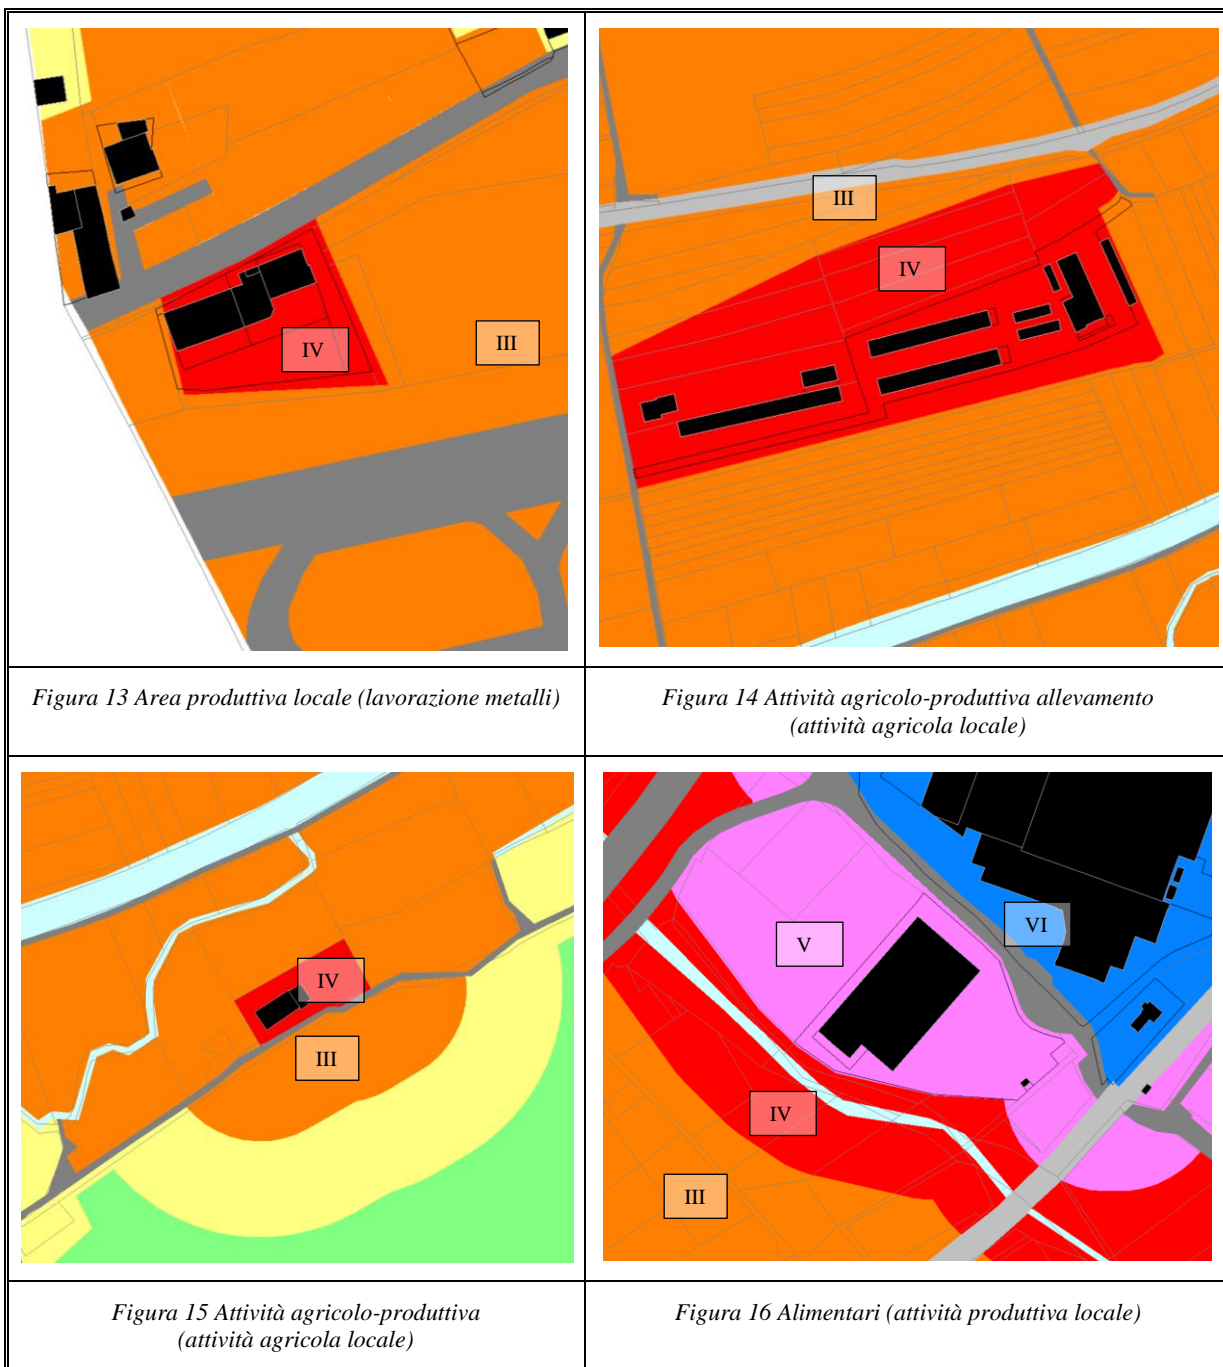 IV
III
III
IV
Figura 13 Area produttiva locale (lavorazione metalli)
Figura 14 Attività agricolo-produttiva allevamento
(attività agricola locale)
IV
III
VI
V
IV
III
Figura 15 Attività agricolo-produttiva
(attività agricola locale)
Figura 16 Alimentari (attività produttiva locale)